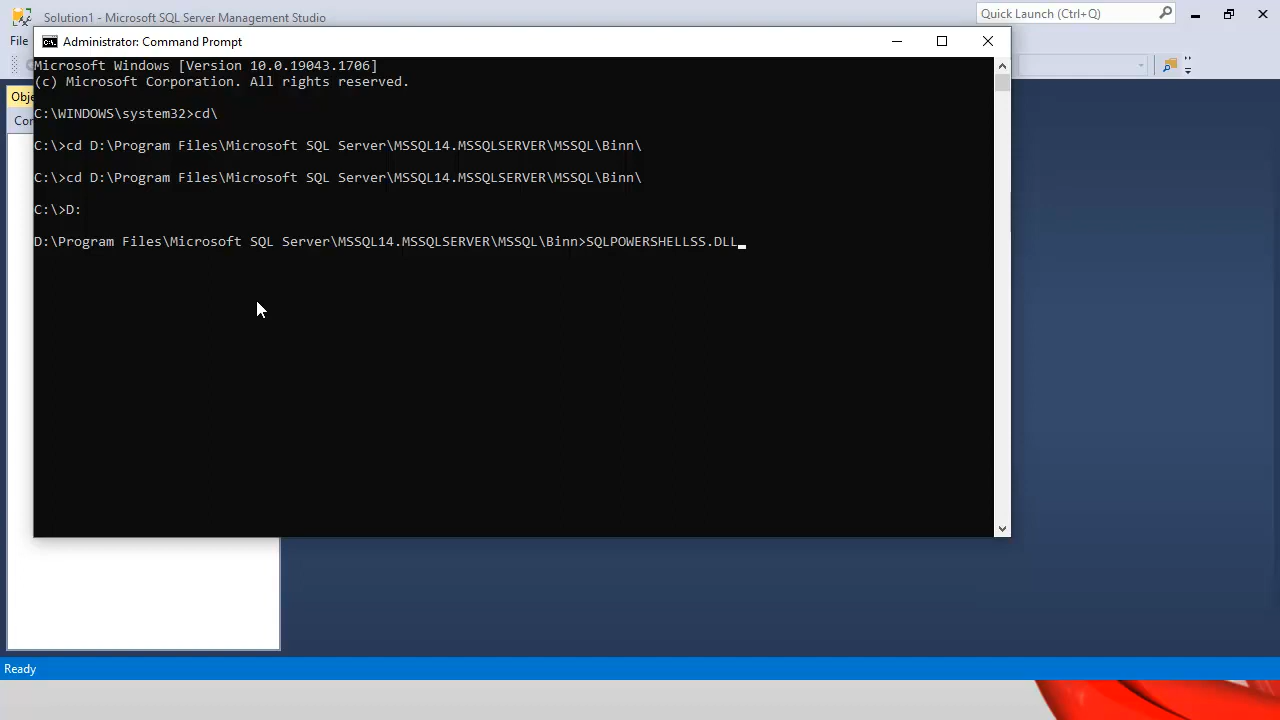 Solution1 - Microsoft SQL Server Management Studio
Quick Launch (Ctrl+Q)
File
Administrator: Command Prompt
Microsoft Windows [Version 10.0.19043.1706]
(c) Microsoft Corporation. All rights reserved.
Obje
C:\WINDOWS\system32>cd\
Cor
C:\>cd D:\Program Files\Microsoft SQL Server\MSSQL14.MSSQLSERVER\MSSQL\Binn\
C:\>cd D:\Program Files\Microsoft SQL Server\MSSQL14.MSSQLSERVER\MSSQL\Binn\
C:\>D:
D:\Program Files\Microsoft SQL Server\MSSQL14.MSSQLSERVER\MSSQL\Binn>SQLPOWERSHELLSS.DLL
Ready